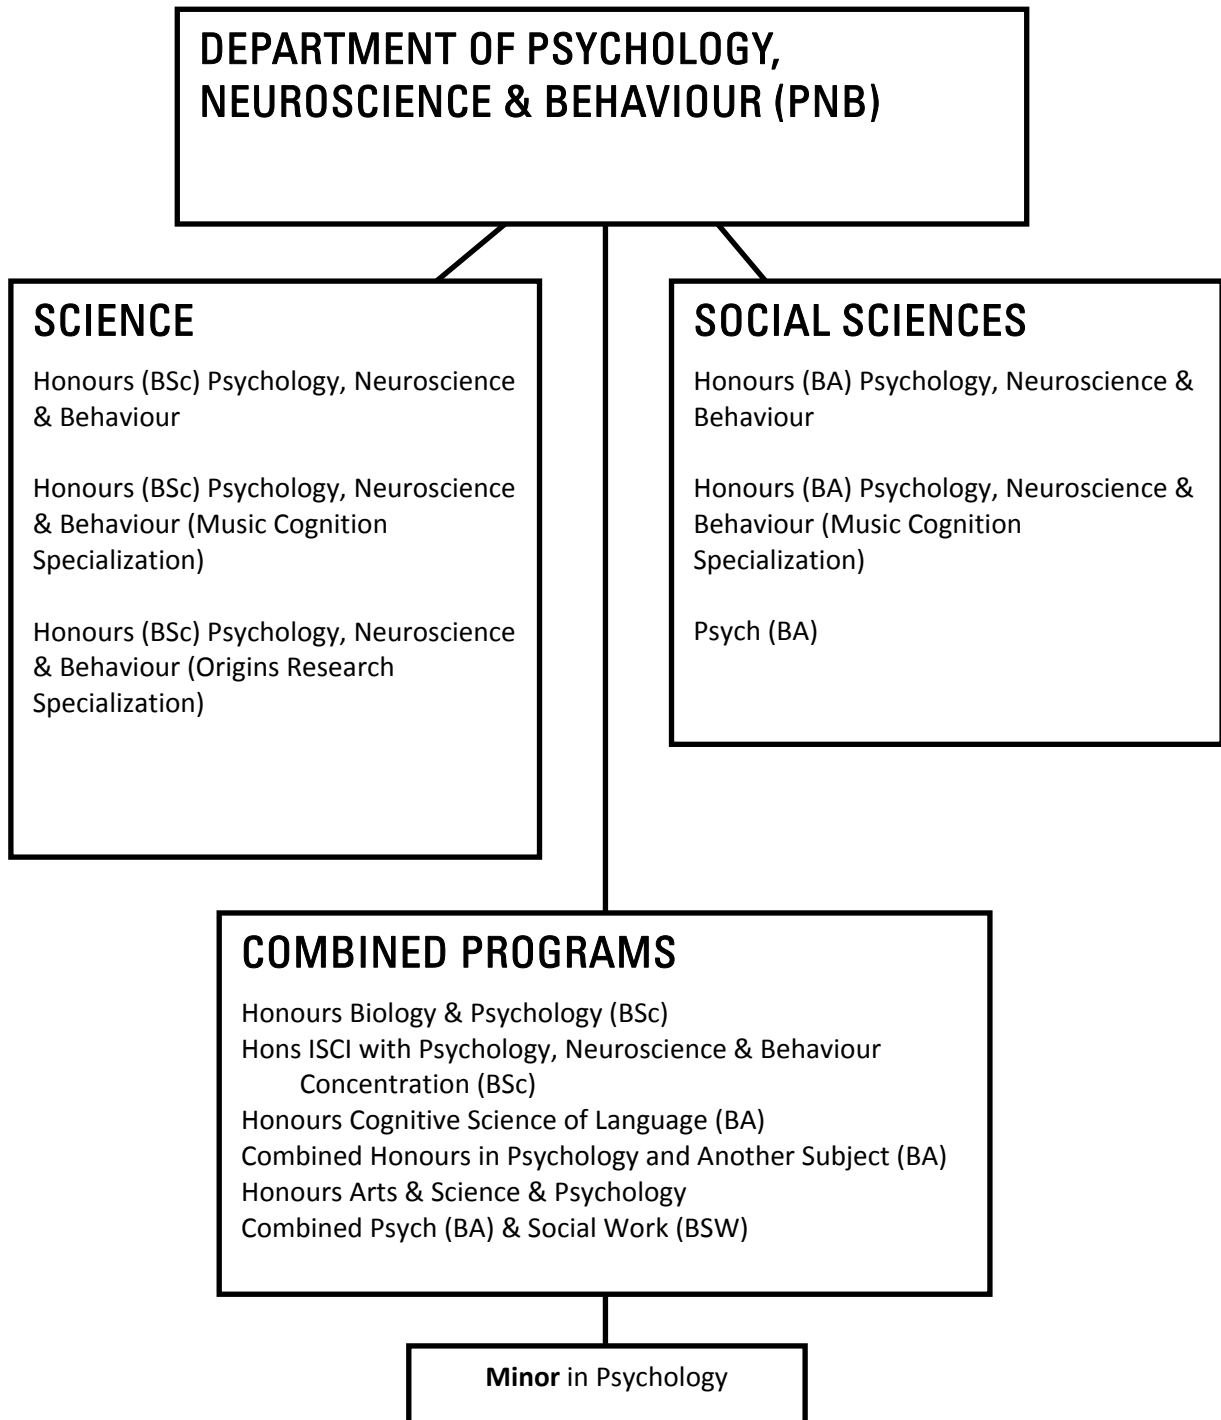 DEPARTMENT OF PSYCHOLOGY,
NEUROSCIENCE & BEHAVIOUR (PNB)
SCIENCE
Honours (BSc) Psychology, Neuroscience
& Behaviour
Honours (BSc) Psychology, Neuroscience
& Behaviour (Music Cognition
Specialization)
Honours (BSc) Psychology, Neuroscience
& Behaviour (Origins Research
Specialization)
SOCIAL SCIENCES
Honours (BA) Psychology, Neuroscience &
Behaviour
Honours (BA) Psychology, Neuroscience &
Behaviour (Music Cognition
Specialization)
Psych (BA)
COMBINED PROGRAMS
Honours Biology & Psychology (BSc)
Hons ISCI with Psychology, Neuroscience & Behaviour
Concentration (BSc)
Honours Cognitive Science of Language (BA)
Combined Honours in Psychology and Another Subject (BA)
Honours Arts & Science & Psychology
Combined Psych (BA) & Social Work (BSW)
Minor in Psychology